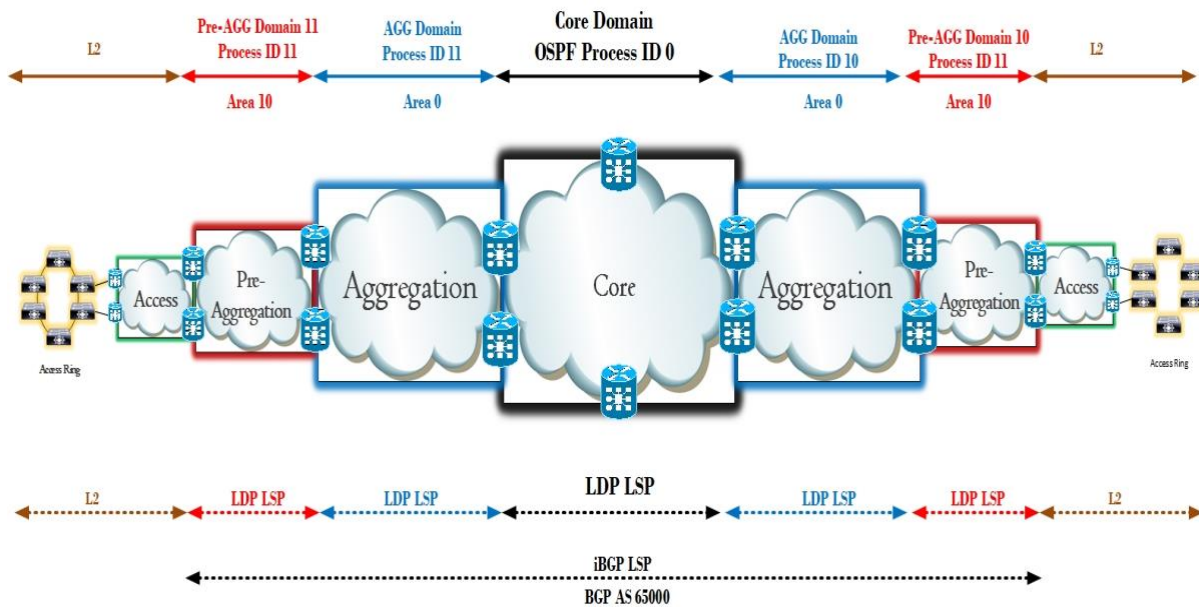 L2
Pre-AGG Domain 11
Process ID 11
AGG Domain
Process ID 11
Core Domain
OSPF Process ID 0
AGG Domain
Process ID 10
Pre-AGG Domain 10
Process ID 11
L2
Area 10
Area 0
Area 0
Area 10
Access
Pre-
Aggregation
Aggregation
Core
Aggregation
Pre-
Aggregation
Access
Access Ring
Access Ring
L2
LDP LSP
LDP LSP
LDP LSP
LDP LSP
LDP LSP
L2
iBGP LSP
BGP AS 65000